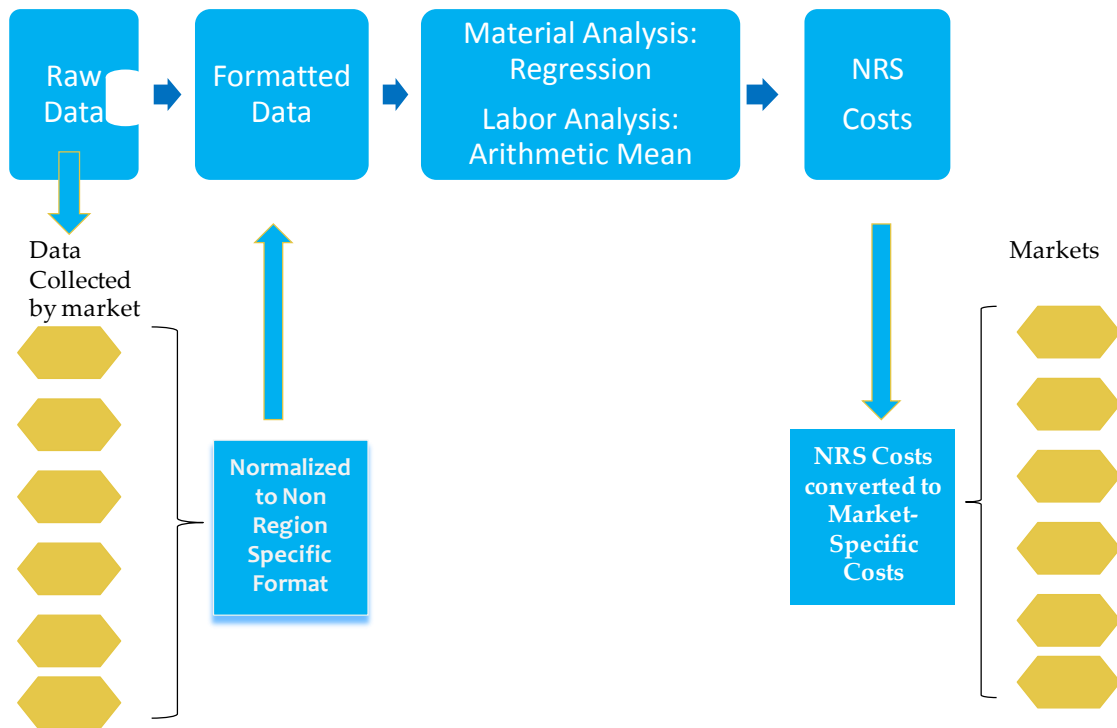 Raw
Data
Formatted
Data
Material Analysis:
Regression
Labor Analysis:
Arithmetic Mean
NRS
Costs
Data
Collected
by market
Normalized
to Non
Region
Specific
Format
NRS Costs
converted to
Market-
Specific
Costs
Markets